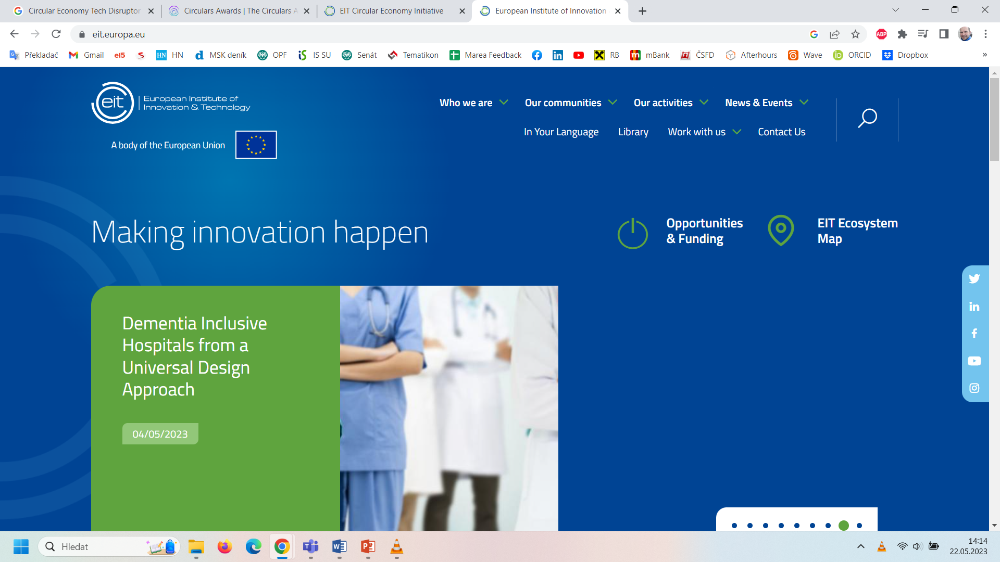 Circular Economy Tech Disruptor
Circulars Awards | The Circulars A
EIT Circular Economy Initiative
European Institute of Innovation
eit.europa.eu
ABP
Překladač
Gmail
el5
HN HN
MSK deník
OPF
IS SU
Senát
Tematikon
Marea Feedback
RB
mBank
ČSFD
Afterhours
Wave
iD ORCID
Dropbox
»
eit European Institute of
Innovation & Technology
A body of the European Union
Who we are
Our communities
Our activities
News & Events
In Your Language
Library
Work with us
Contact Us
Making innovation happen
Opportunities
& Funding
EIT Ecosystem
Map
Dementia Inclusive
Hospitals from a
Universal Design
Approach
04/05/2023
Hledat
14:14
22.05.2023